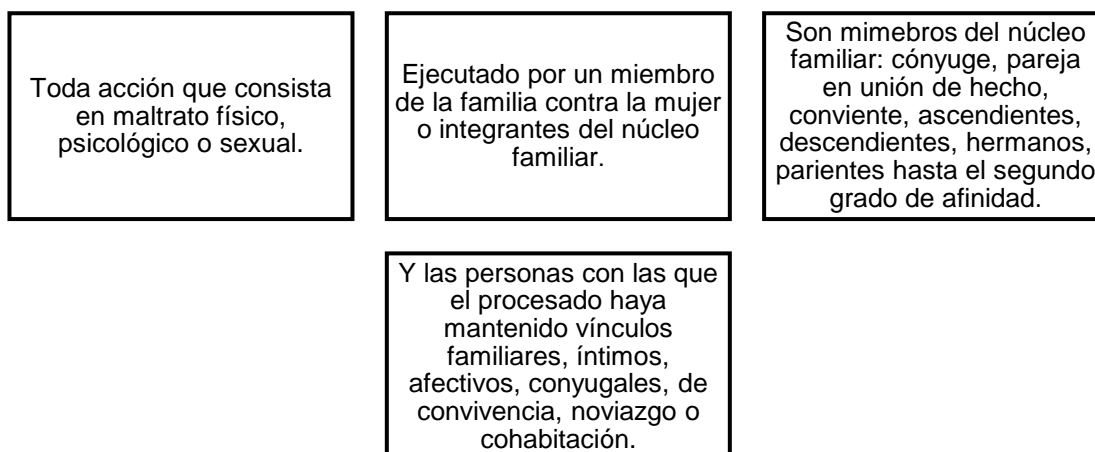 Toda acción que consista
en maltrato físico,
psicológico o sexual.
Ejecutado por un miembro
de la familia contra la mujer
o integrantes del núcleo
familiar.
Son mimebros del núcleo
familiar: cónyuge, pareja
en unión de hecho,
conviente, ascendientes,
descendientes, hermanos,
parientes hasta el segundo
grado de afinidad.
Y las personas con las que
el procesado haya
mantenido vínculos
familiares, íntimos,
afectivos, conyugales, de
convivencia, noviazgo o
cohabitación.